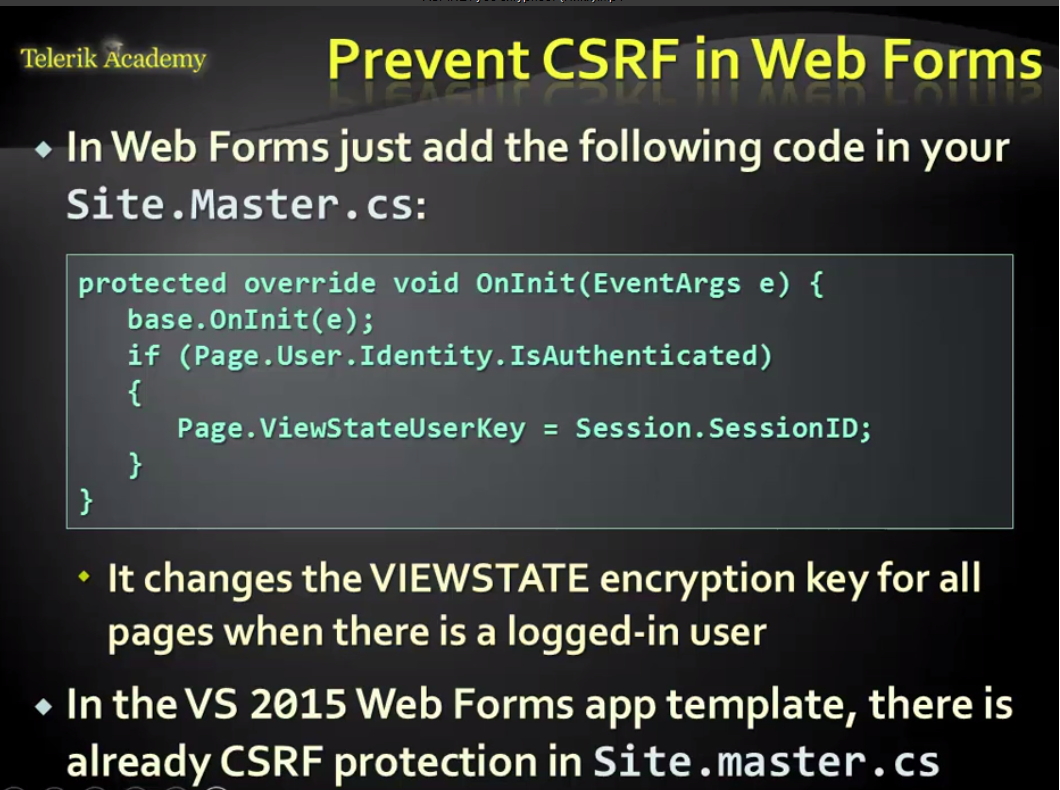 Telerik Academy
Prevent CSRF in Web Forms
In Web Forms just add the following code in your
Site.Master.cs:
protected override void OnInit(EventArgs e) {
base.OnInit(e);
if (Page.User.Identity.IsAuthenticated)
{
Page.ViewStateUserKey = Session.SessionID;
}
}
It changes the VIEWSTATE encryption key for all
pages when there is a logged-in user
In the VS 2015 Web Forms app template, there is
already CSRF protection in Site.master.cs